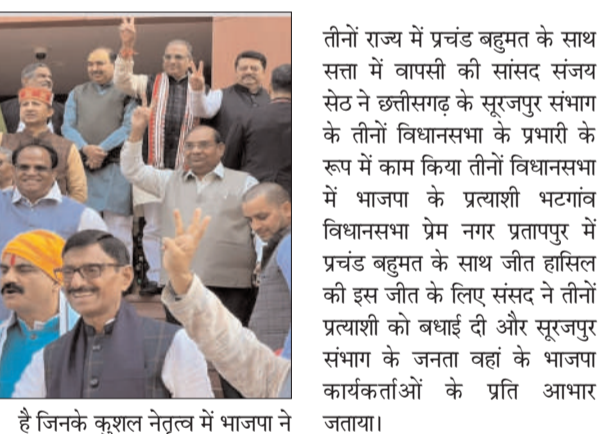 है जिनके कुशल नेतृत्व में भाजपा ने
तीनों राज्य में प्रचंड बहुमत के साथ
सत्ता में वापसी की सांसद संजय
सेठ ने छत्तीसगढ़ के सूरजपुर संभाग
के तीनों विधानसभा के प्रभारी के
रूप में काम किया तीनों विधानसभा
में भाजपा के प्रत्याशी भटगांव
विधानसभा प्रेम नगर प्रतापपुर में
प्रचंड बहुमत के साथ जीत हासिल
की इस जीत के लिए संसद ने तीनों
प्रत्याशी को बधाई दी और सूरजपुर
संभाग के जनता वहां के भाजपा
कार्यकर्ताओं के प्रति आभार
जताया।